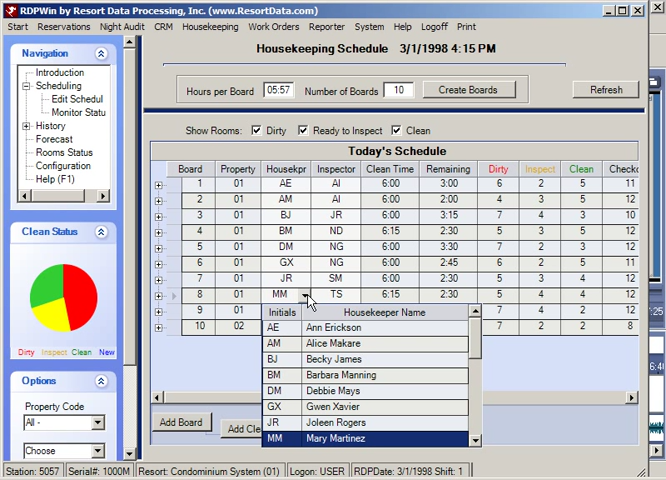 RDPWin by Resort Data Processing, Inc. (www.ResortData.com)
Start Reservations Night Audit CRM Housekeeping Work Orders Reporter System Help Logoff Print
Navigation
Introduction
Scheduling
Edit Schedul
Monitor Statu
History
Forecast
Rooms Status
Configuration
Help (F1)
Clean Status
Dirty Inspect Clean New
Options
Property Code
All -
Choose
Housekeeping Schedule 3/1/1998 4:15 PM
Hours per Board 05:57 Number of Boards 10 Create Boards Refresh
Show Rooms: Dirty Ready to Inspect Clean
Today's Schedule
Board Property Housekpr Inspector Clean Time Remaining Dirty Inspect Clean Checko
1 01 AE AI 6:00 3:00 6 2 5 11
2 01 AM AI 6:00 2:00 4 3 5 12
3 01 BJ JR 6:00 3:15 7 4 3 10
4 01 BM ND 6:15 2:30 5 3 5 12
5 01 DM NG 6:00 3:30 7 2 3 12
6 01 GX NG 6:00 2:45 6 2 5 11
7 01 JR SM 6:00 2:30 5 3 4 12
8 01 MM TS 6:15 2:30 5 4 4 12
9 01 7 4 2 12
10 02 2 2 2 8
Initials Housekeeper Name
AE Ann Erickson
AM Alice Makare
BJ Becky James
BM Barbara Manning
DM Debbie Mays
GX Gwen Xavier
JR Joleen Rogers
MM Mary Martinez
Add Board Add Cle
Station: 5057 Serial#: 1000M Resort: Condominium System (01) Logon: USER RDPDate: 3/1/1998 Shift: 1